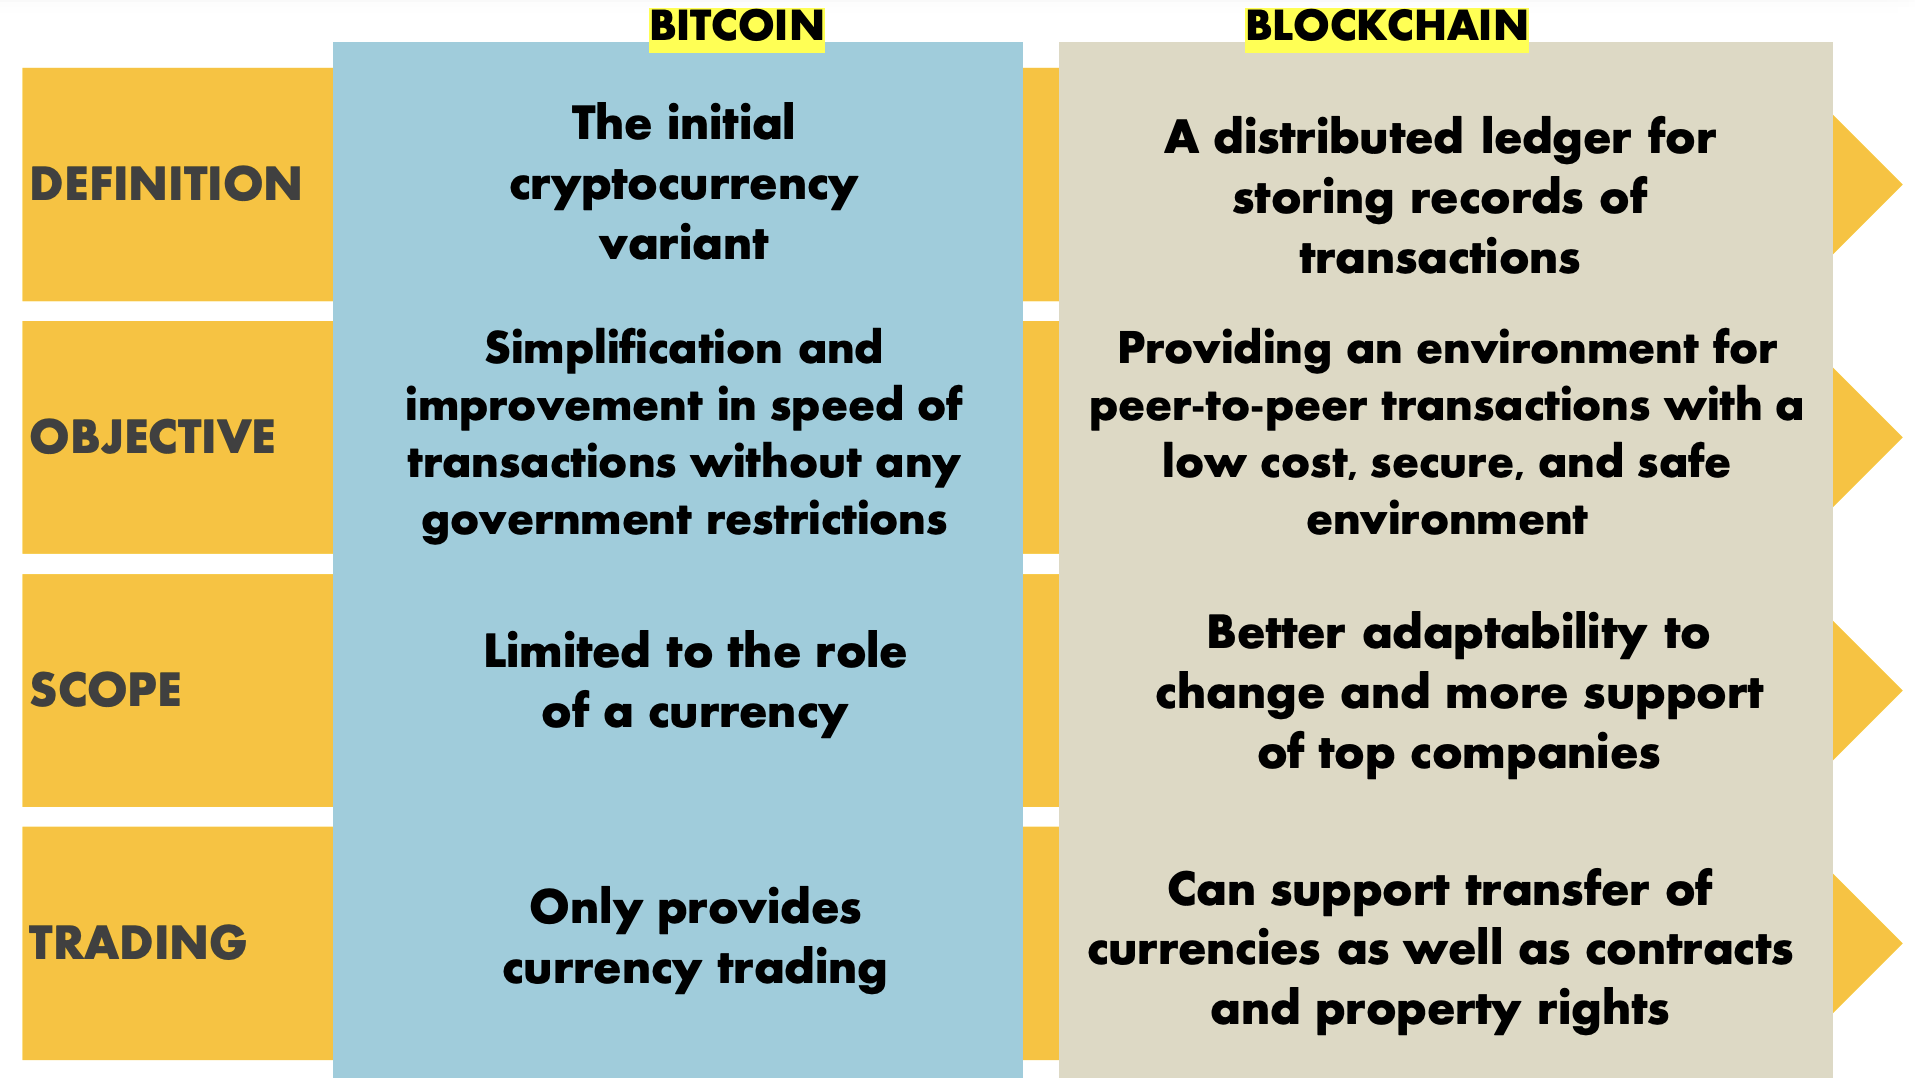 BITCOIN
BLOCKCHAIN
DEFINITION
The initial
cryptocurrency
variant
A distributed ledger for
storing records of
transactions
OBJECTIVE
Simplification and
improvement in speed of
transactions without any
government restrictions
Providing an environment for
peer-to-peer transactions with a
low cost, secure, and safe
environment
SCOPE
Limited to the role
of a currency
Better adaptability to
change and more support
of top companies
TRADING
Only provides
currency trading
Can support transfer of
currencies as well as contracts
and property rights